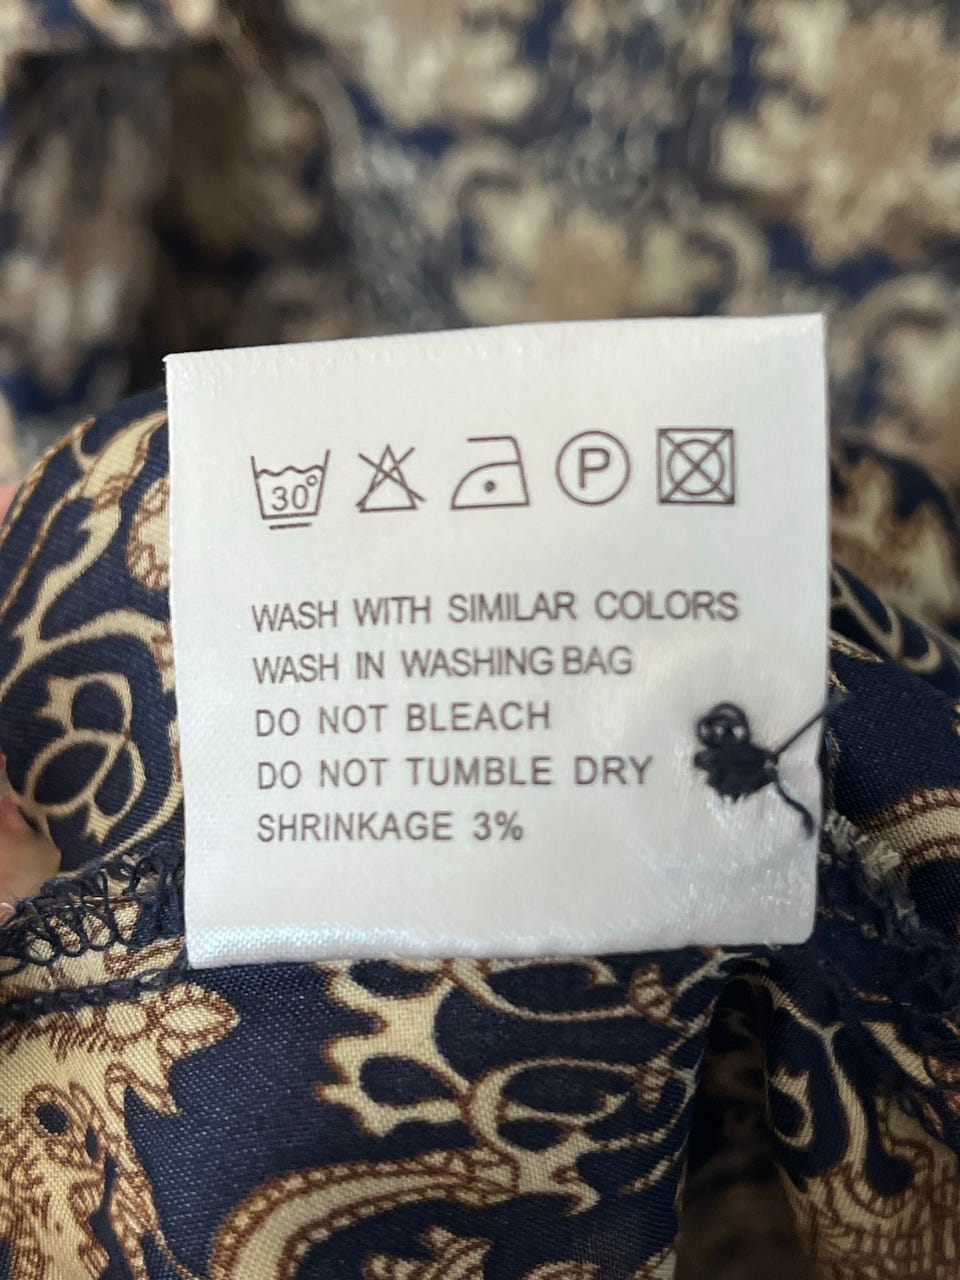 30°
P
WASH WITH SIMILAR COLORS
WASH IN WASHING BAG
DO NOT BLEACH
DO NOT TUMBLE DRY
SHRINKAGE 3%